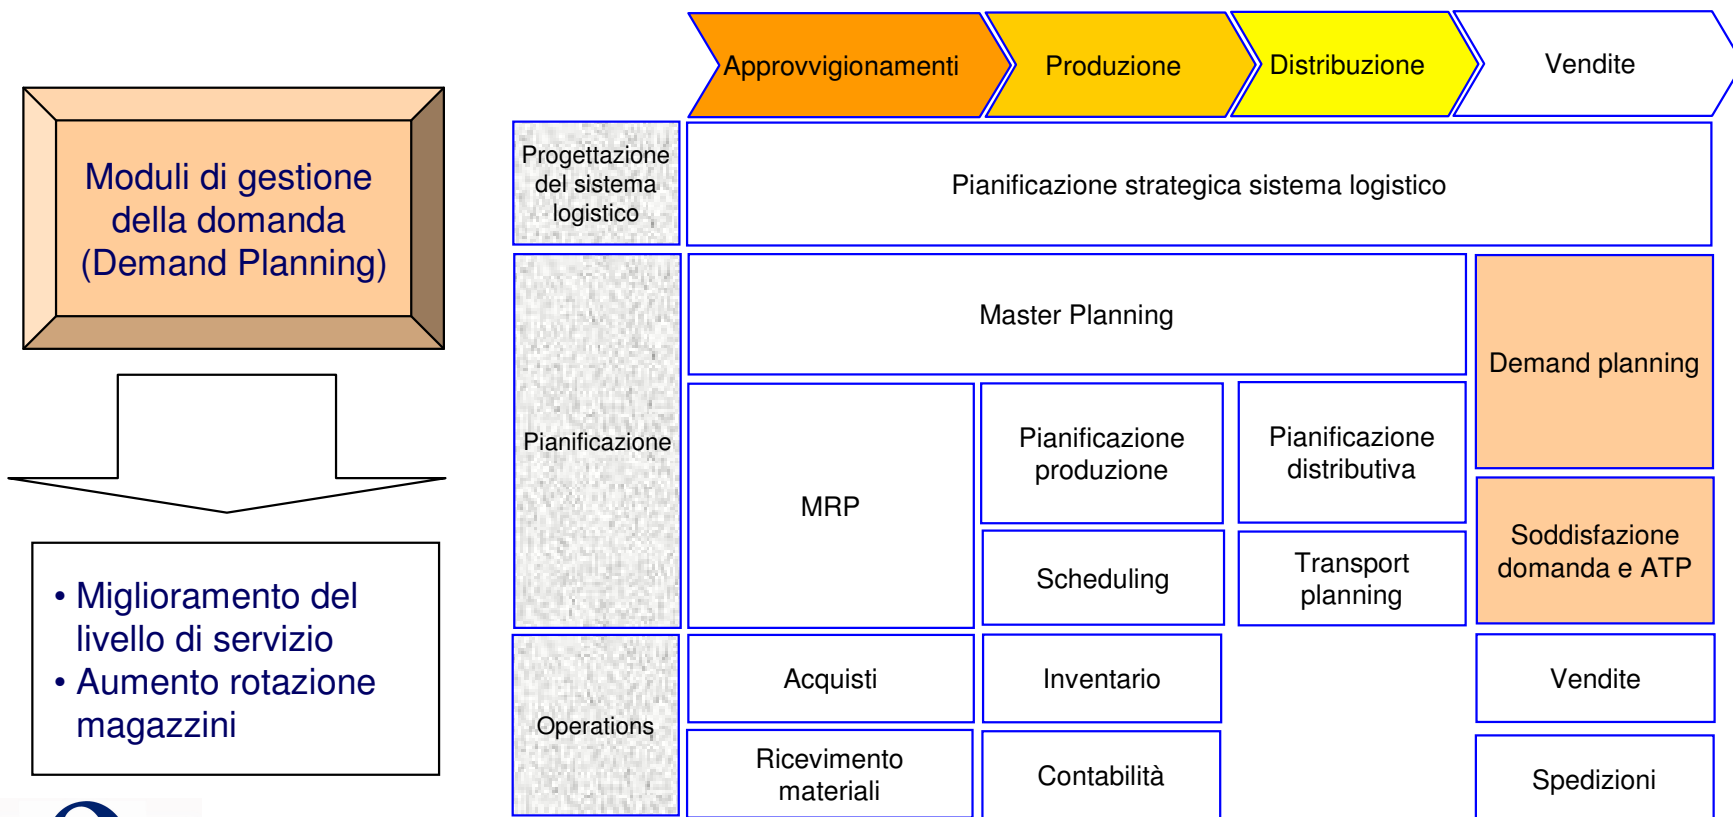 Approvvigionamenti
Produzione
Distribuzione
Vendite
Moduli di gestione
della domanda
(Demand Planning)
• Miglioramento del
livello di servizio
• Aumento rotazione
magazzini
Progettazione
del sistema
logistico
Pianificazione strategica sistema logistico
Pianificazione
Master Planning
Demand planning
MRP
Pianificazione
produzione
Pianificazione
distributiva
Scheduling
Transport
planning
Soddisfazione
domanda e ATP
Operations
Acquisti
Inventario
Vendite
Ricevimento
materiali
Contabilità
Spedizioni